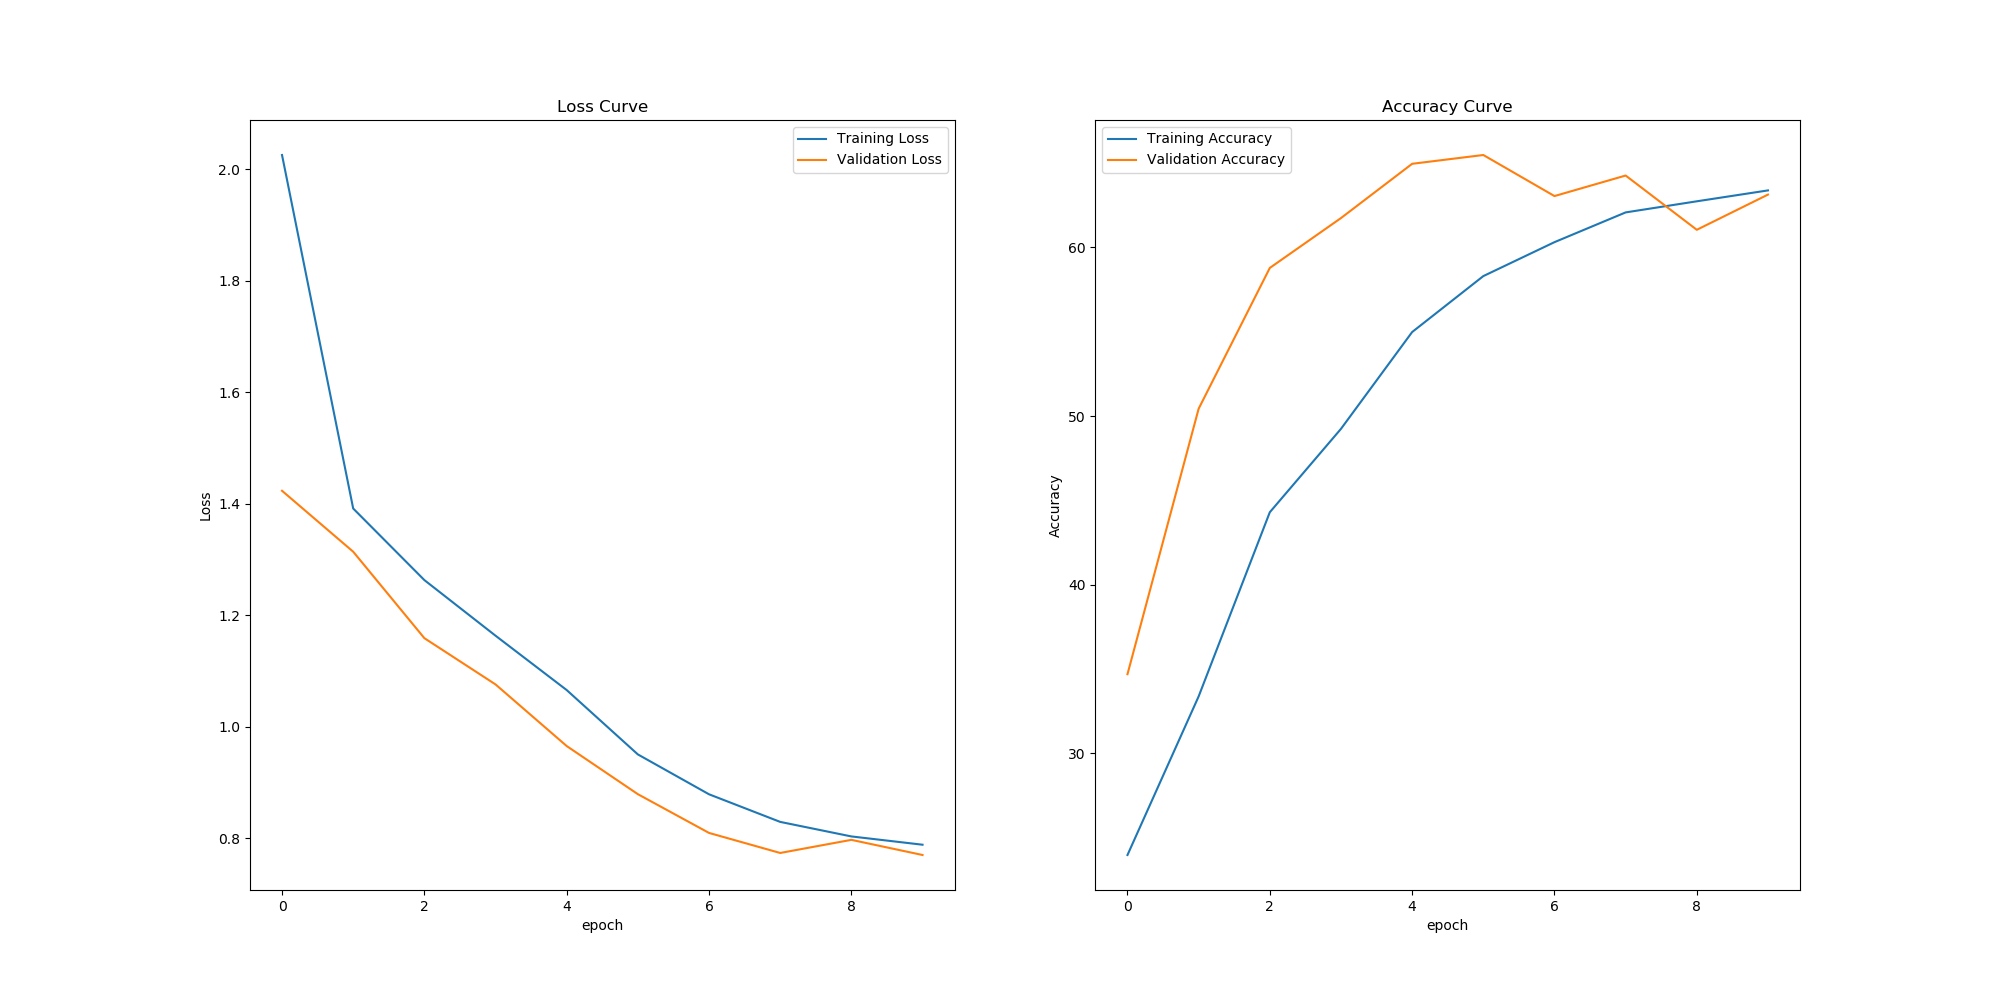 Loss Curve
Training Loss
Validation Loss
2.0
1.8
1.6
1.4
1.2
1.0
0.8
Loss
0 2 4 6 8
epoch
Accuracy Curve
Training Accuracy
Validation Accuracy
60
50
40
30
Accuracy
0 2 4 6 8
epoch